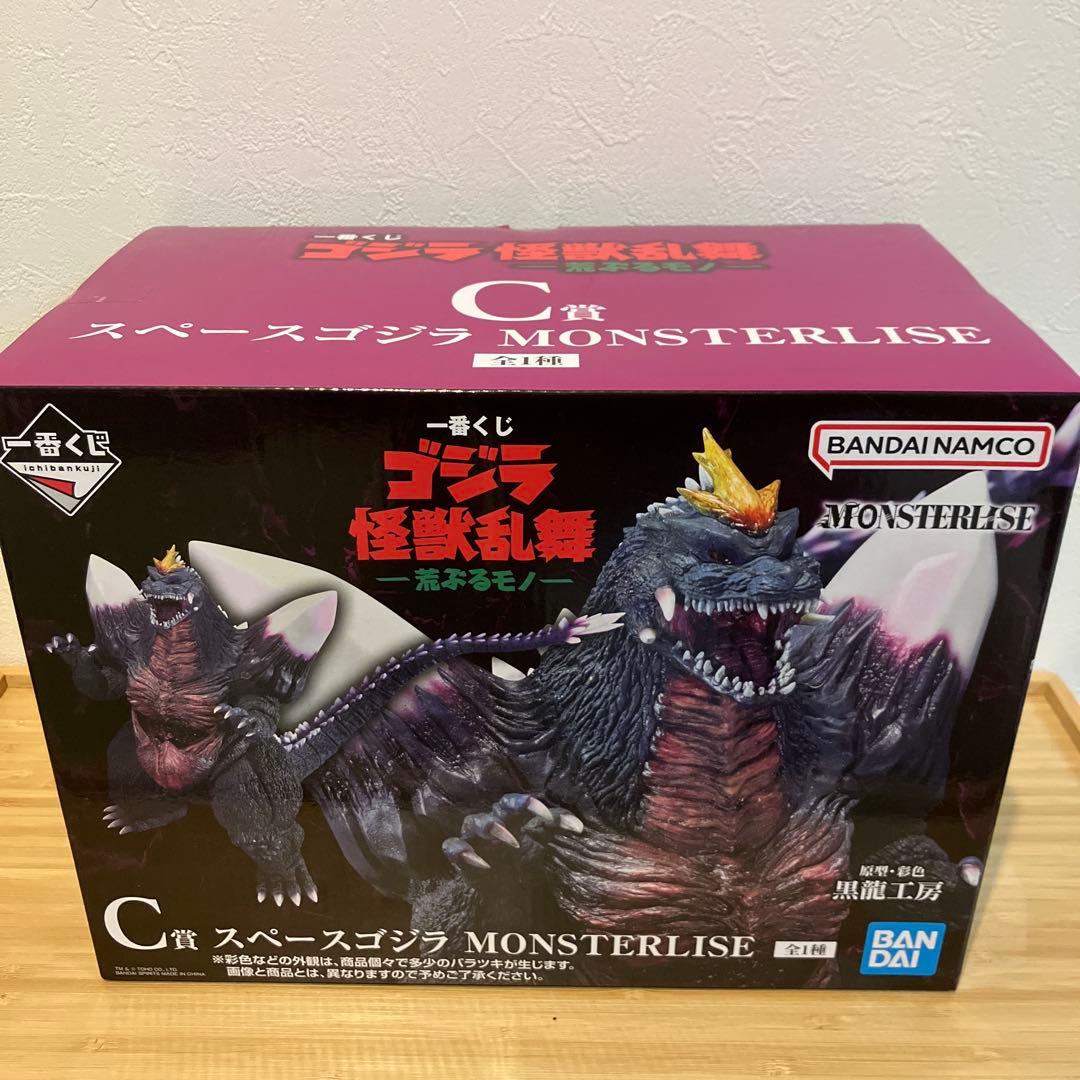 一番くじ
ゴジラ 怪獣乱舞
―荒ぶるモノ―
C賞
スペースゴジラ MONSTERLISE
全1種
一番くじ
ichibankuji
一番くじ
ゴジラ
怪獣乱舞
―荒ぶるモノ―
BANDAI NAMCO
MONSTERLISE
原型・彩色
黒龍工房
C賞 スペースゴジラ MONSTERLISE 全1種
※彩色などの外観は、商品個々で多少のバラツキが生じます。
画像と商品とは、異なりますので予めご了承ください。
TM & © TOHO CO., LTD.
BANDAI SPIRITS MADE IN CHINA
BAN
DAI